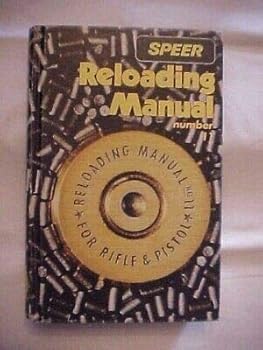 SPEER
Reloading
Manual
number
★ RELOADING MANUAL NO. 11 ★
FOR RIFLE & PISTOL